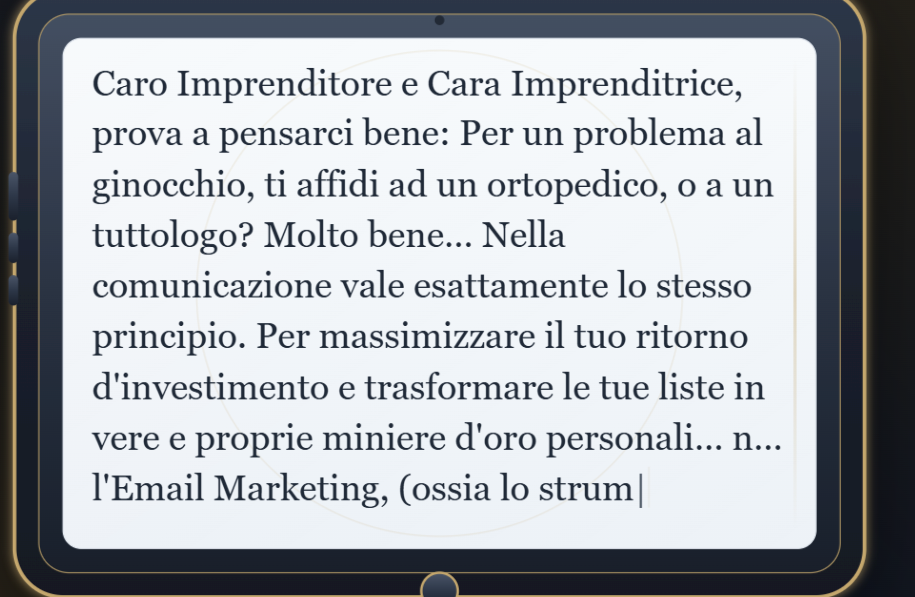 Caro Imprenditore e Cara Imprenditrice,
prova a pensarci bene: Per un problema al
ginocchio, ti affidi ad un ortopedico, o a un
tuttologo? Molto bene... Nella
comunicazione vale esattamente lo stesso
principio. Per massimizzare il tuo ritorno
d'investimento e trasformare le tue liste in
vere e proprie miniere d'oro personali... n...
l'Email Marketing, (ossia lo strum|